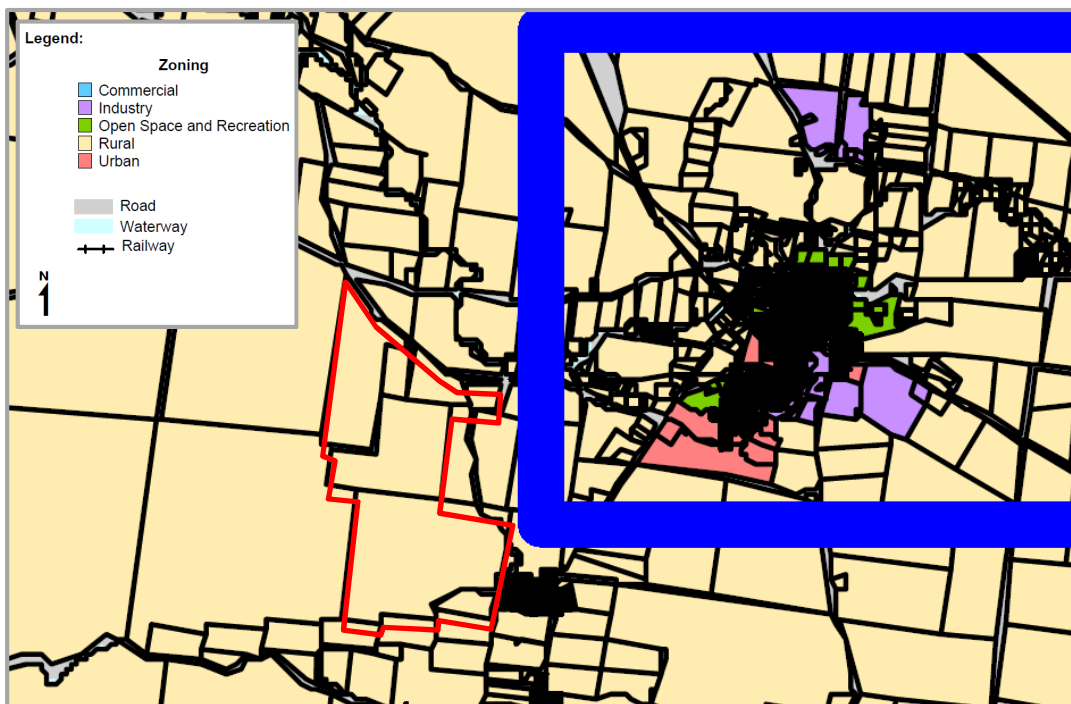 Legend:
Zoning
Commercial
Industry
Open Space and Recreation
Rural
Urban
Road
Waterway
Railway
N